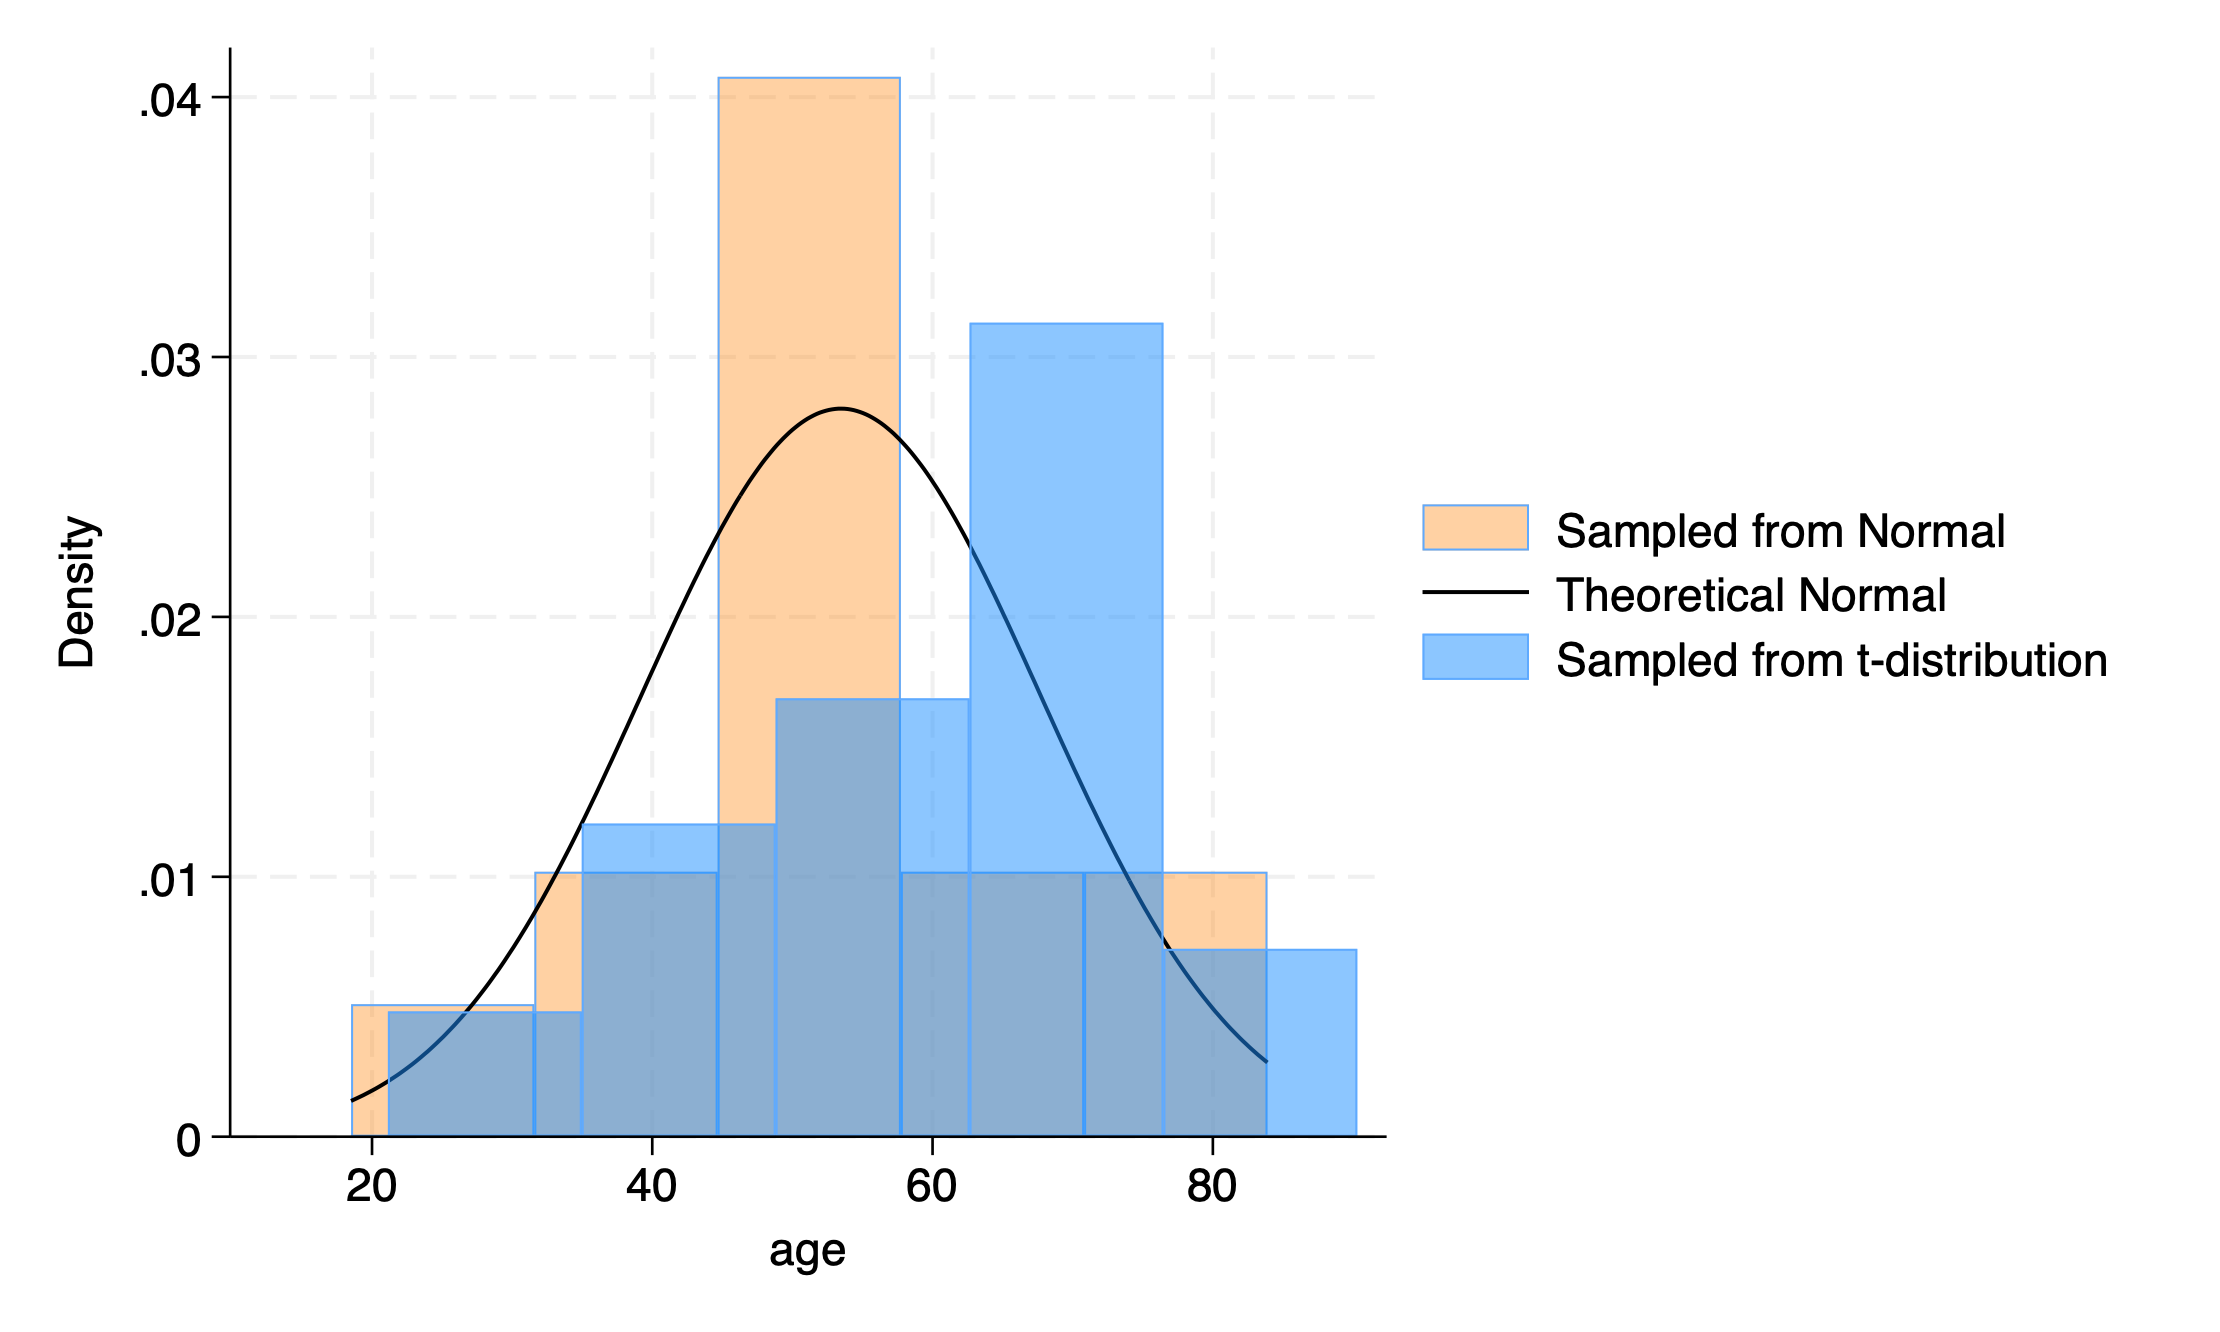 .04
.03
.02
.01
0
Density
20 40 60 80
age
Sampled from Normal
Theoretical Normal
Sampled from t-distribution